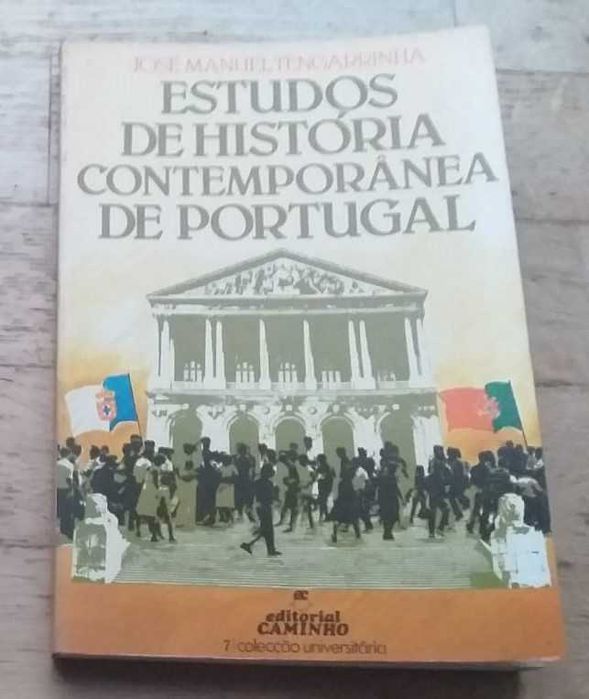 JOSÉ MANUEL TENGARRINHA
ESTUDOS
DE HISTÓRIA
CONTEMPORÂNEA
DE PORTUGAL
ec
editorial
CAMINHO
7|colecção universitária